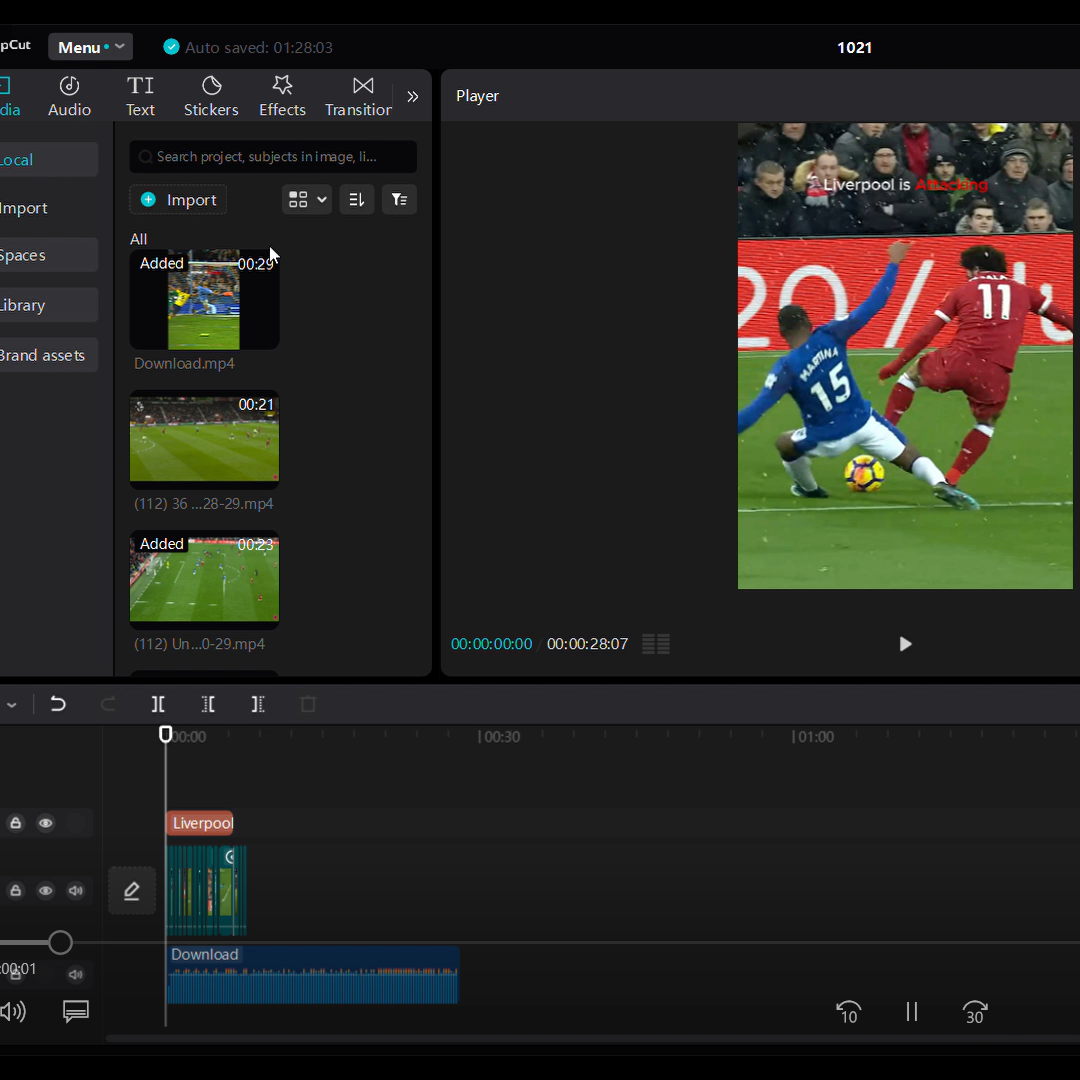 pCut
Menu
Auto saved: 01:28:03
1021
dia
Audio
TI
Text
Stickers
Effects
Transition
Player
Local
Import
Spaces
Library
Brand assets
Search project, subjects in image, li...
Import
All
Added
00:29
Download.mp4
00:21
(112) 36 ...28-29.mp4
Added
00:23
(112) Un...0-29.mp4
Liverpool is Attacking
20/
SALA
11
MARTINA
15
00:00:00:00 / 00:00:28:07
00:00
00:30
01:00
Liverpool
Download
:00:01
10
30